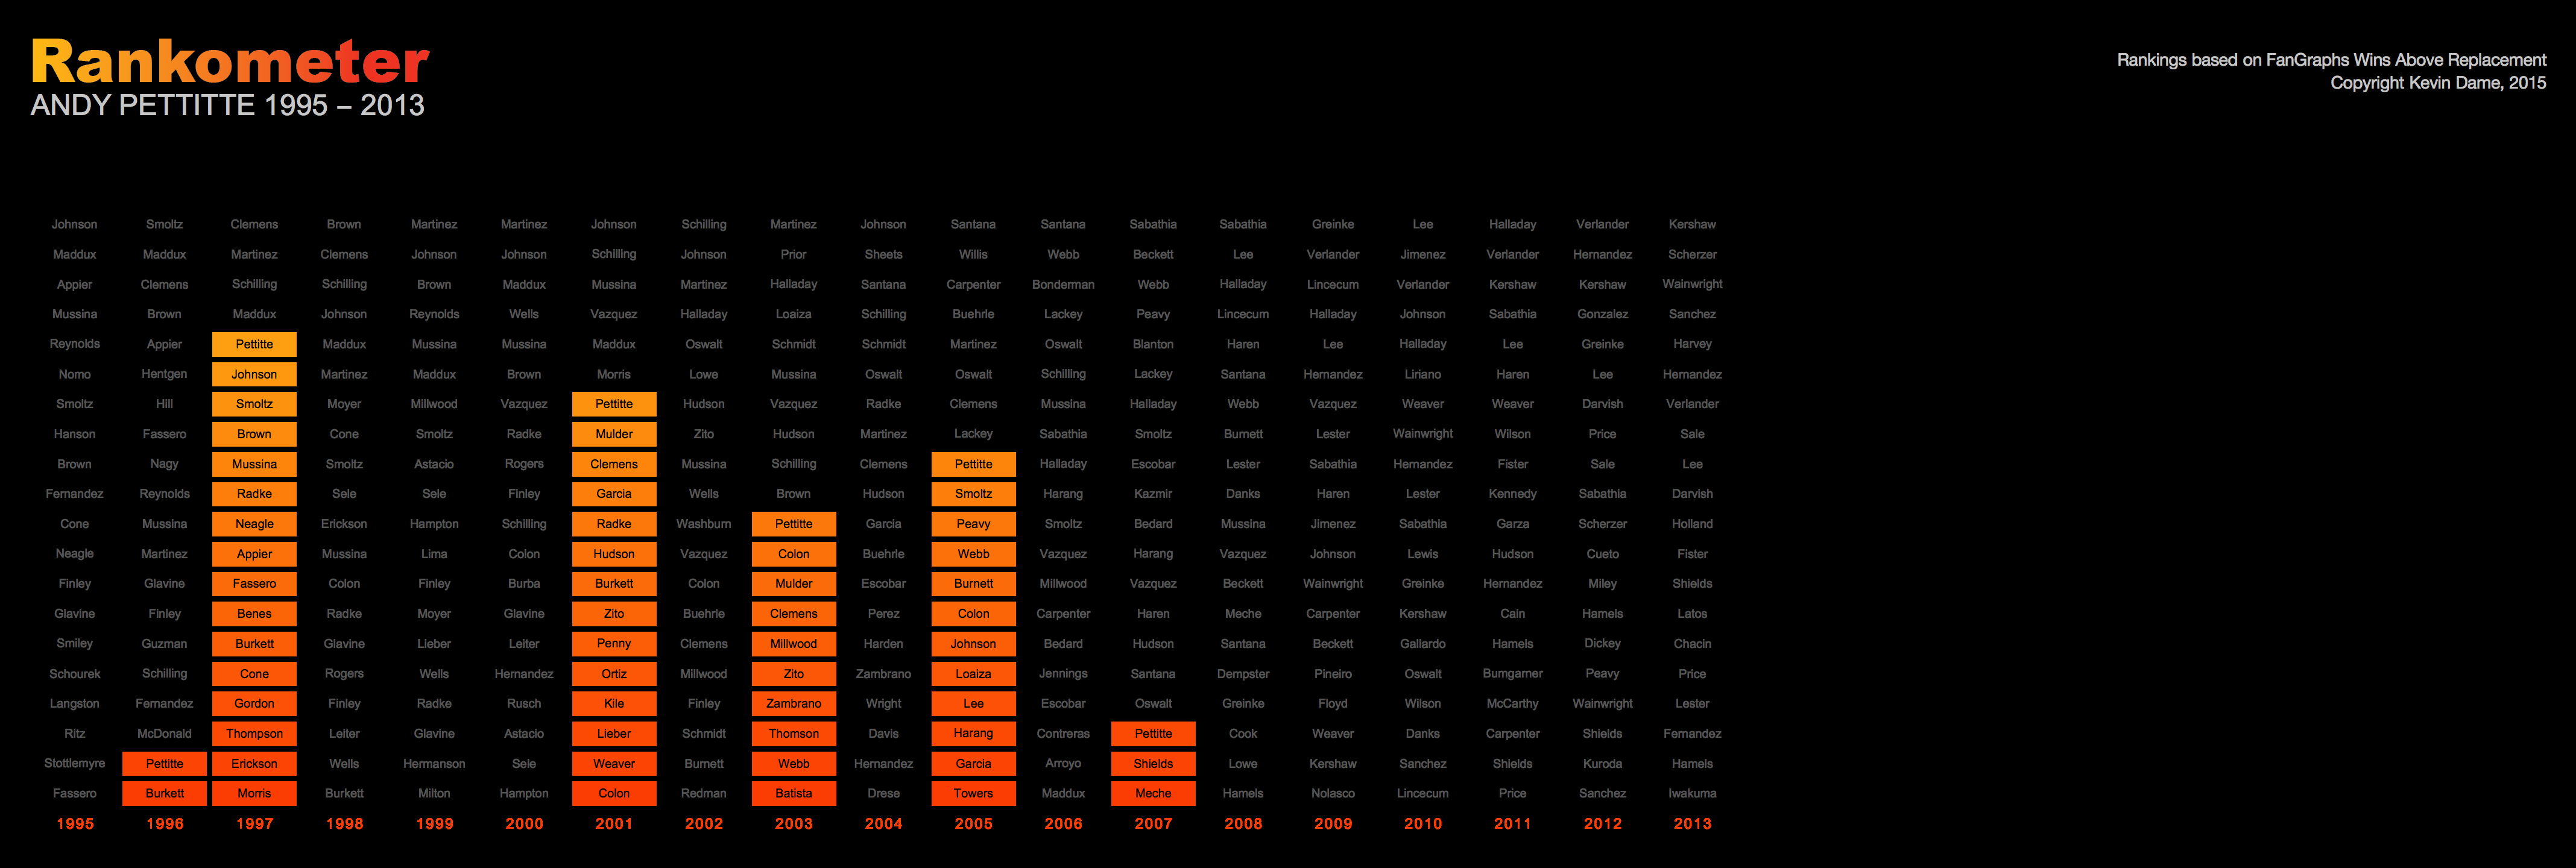 Rankometer
ANDY PETTITTE 1995 – 2013
Rankings based on FanGraphs Wins Above Replacement
Copyright Kevin Dame, 2015
Johnson Smoltz Clemens Brown Martinez Martinez Johnson Schilling Martinez Johnson Santana Santana Sabathia Sabathia Greinke Lee Halladay Verlander Kershaw
Maddux Maddux Martinez Clemens Johnson Johnson Schilling Johnson Prior Sheets Willis Webb Beckett Lee Verlander Jimenez Verlander Hernandez Scherzer
Appier Clemens Schilling Schilling Brown Maddux Mussina Martinez Halladay Santana Carpenter Bonderman Webb Halladay Lincecum Verlander Kershaw Kershaw Wainwright
Mussina Brown Maddux Johnson Reynolds Wells Vazquez Halladay Loaiza Schilling Buehrle Lackey Peavy Lincecum Halladay Johnson Sabathia Gonzalez Sanchez
Reynolds Appier Pettitte Maddux Mussina Mussina Maddux Oswalt Schmidt Schmidt Martinez Oswalt Blanton Haren Lee Halladay Lee Greinke Harvey
Nomo Hentgen Johnson Martinez Maddux Brown Morris Lowe Mussina Oswalt Oswalt Schilling Lackey Santana Hernandez Liriano Haren Lee Hernandez
Smoltz Hill Smoltz Moyer Millwood Vazquez Pettitte Hudson Vazquez Radke Clemens Mussina Halladay Webb Vazquez Weaver Weaver Darvish Verlander
Hanson Fassero Brown Cone Smoltz Radke Mulder Zito Hudson Martinez Lackey Sabathia Smoltz Burnett Lester Wainwright Wilson Price Sale
Brown Nagy Mussina Smoltz Astacio Rogers Clemens Mussina Schilling Clemens Pettitte Halladay Escobar Lester Sabathia Hernandez Fister Sale Lee
Fernandez Reynolds Radke Sele Sele Finley Garcia Wells Brown Hudson Smoltz Harang Kazmir Danks Haren Lester Kennedy Sabathia Darvish
Cone Mussina Neagle Erickson Hampton Schilling Radke Washburn Pettitte Garcia Peavy Smoltz Bedard Mussina Jimenez Sabathia Garza Scherzer Holland
Neagle Martinez Appier Mussina Lima Colon Hudson Vazquez Colon Buehrle Webb Vazquez Harang Vazquez Johnson Lewis Hudson Cueto Fister
Finley Glavine Fassero Colon Finley Burba Burkett Colon Mulder Escobar Burnett Millwood Vazquez Beckett Wainwright Greinke Hernandez Miley Shields
Glavine Finley Benes Radke Moyer Glavine Zito Buehrle Clemens Perez Colon Carpenter Haren Meche Carpenter Kershaw Cain Hamels Latos
Smiley Guzman Burkett Glavine Lieber Leiter Penny Clemens Millwood Harden Johnson Bedard Hudson Santana Beckett Gallardo Hamels Dickey Chacin
Schourek Schilling Cone Rogers Wells Hernandez Ortiz Millwood Zito Zambrano Loaiza Jennings Santana Dempster Pineiro Oswalt Bumgarner Peavy Price
Langston Fernandez Gordon Finley Radke Rusch Kile Finley Zambrano Wright Lee Escobar Oswalt Greinke Floyd Wilson McCarthy Wainwright Lester
Ritz McDonald Thompson Leiter Glavine Astacio Lieber Schmidt Thomson Davis Harang Contreras Pettitte Cook Weaver Danks Carpenter Shields Fernandez
Stottlemyre Pettitte Erickson Wells Hermanson Sele Weaver Burnett Webb Hernandez Garcia Arroyo Shields Lowe Kershaw Sanchez Shields Kuroda Hamels
Fassero Burkett Morris Burkett Milton Hampton Colon Redman Batista Drese Towers Maddux Meche Hamels Nolasco Lincecum Price Sanchez Iwakuma
1995 1996 1997 1998 1999 2000 2001 2002 2003 2004 2005 2006 2007 2008 2009 2010 2011 2012 2013